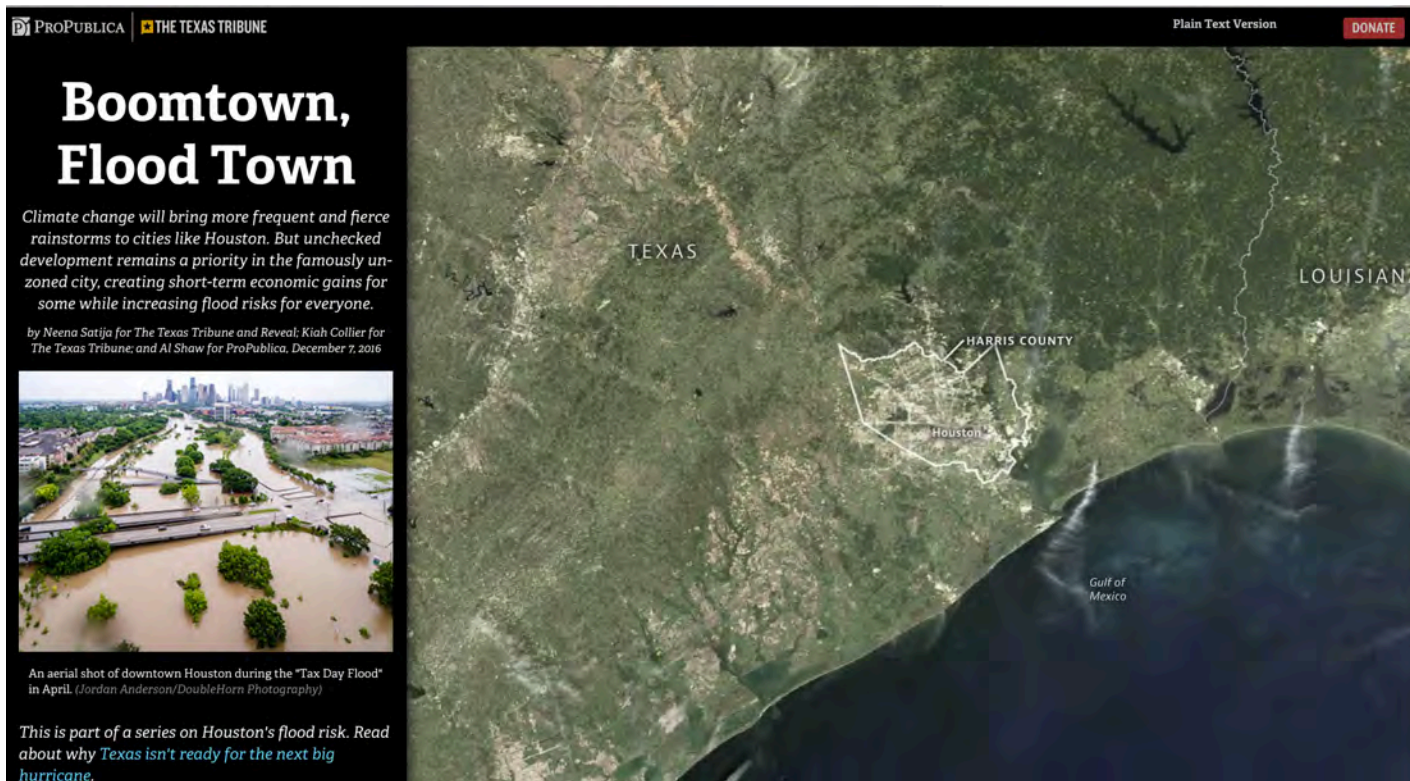 PROPUBLICA THE TEXAS TRIBUNE
Plain Text Version
DONATE
Boomtown,
Flood Town
Climate change will bring more frequent and fierce
rainstorms to cities like Houston. But unchecked
development remains a priority in the famously un-
zoned city, creating short-term economic gains for
some while increasing flood risks for everyone.
by Neena Satija for The Texas Tribune and Reveal; Kiah Collier for
The Texas Tribune; and Al Shaw for ProPublica, December 7, 2016
An aerial shot of downtown Houston during the "Tax Day Flood"
in April. (Jordan Anderson/DoubleHorn Photography)
This is part of a series on Houston's flood risk. Read
about why Texas isn't ready for the next big
hurricane.
TEXAS
LOUISIANA
HARRIS COUNTY
Houston
Gulf of
Mexico